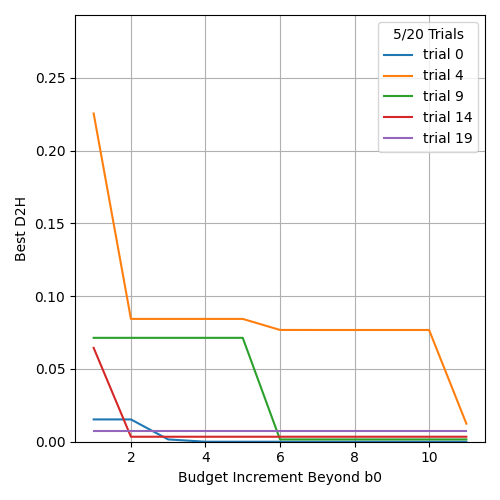 5/20 Trials
trial 0
trial 4
trial 9
trial 14
trial 19
0.25
0.20
0.15
0.10
0.05
0.00
Best D2H
2 4 6 8 10
Budget Increment Beyond b0